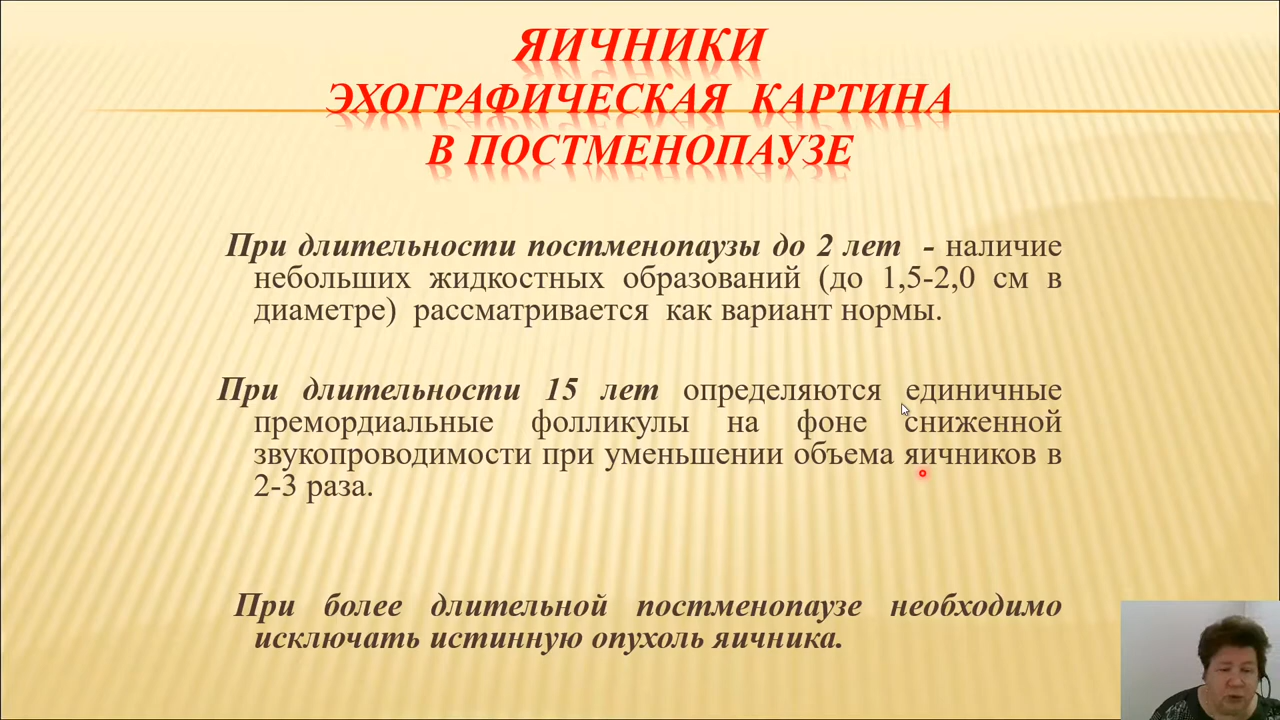 ЯИЧНИКИ
ЭХОГРАФИЧЕСКАЯ КАРТИНА
В ПОСТМЕНОПАУЗЕ
При длительности постменопаузы до 2 лет - наличие
небольших жидкостных образований (до 1,5-2,0 см в
диаметре) рассматривается как вариант нормы.
При длительности 15 лет определяются единичные
премордиальные фолликулы на фоне сниженной
звукопроводимости при уменьшении объема яичников в
2-3 раза.
При более длительной постменопаузе необходимо
исключать истинную опухоль яичника.